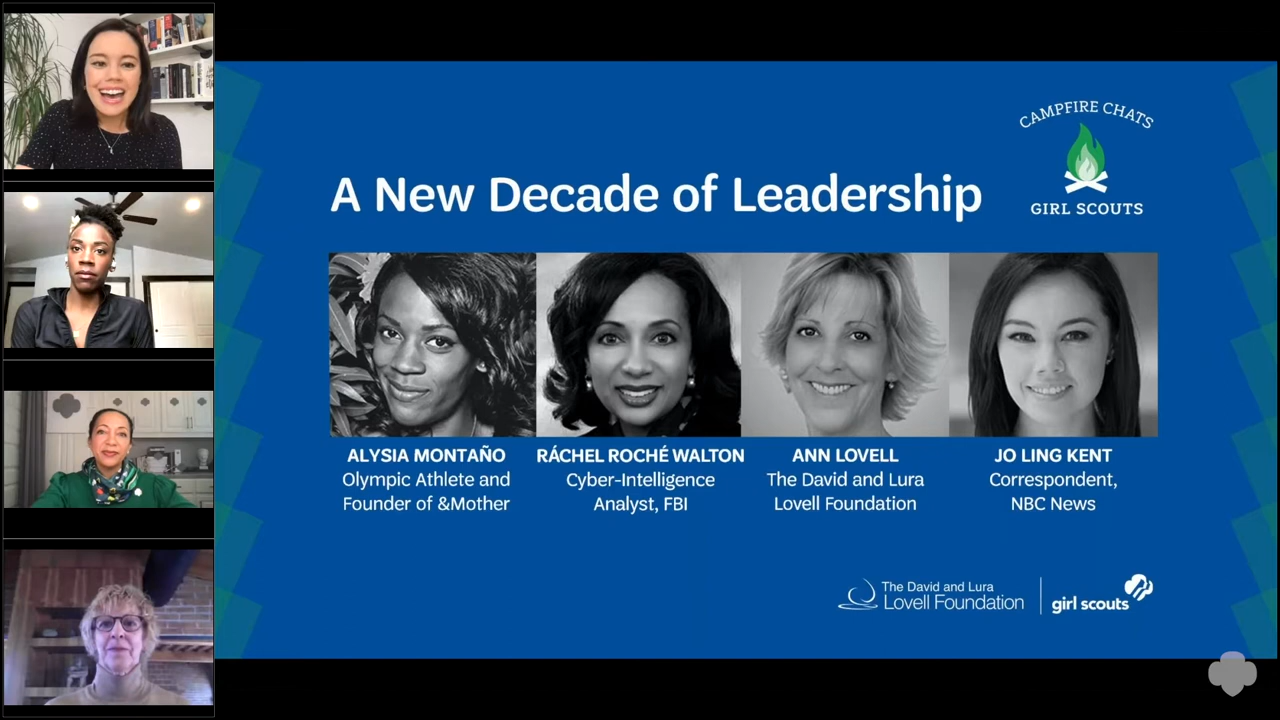 CAMPFIRE CHATS
GIRL SCOUTS
A New Decade of Leadership
ALYSIA MONTAÑO
Olympic Athlete and
Founder of &Mother
RÁCHEL ROCHÉ WALTON
Cyber-Intelligence
Analyst, FBI
ANN LOVELL
The David and Lura
Lovell Foundation
JO LING KENT
Correspondent,
NBC News
The David and Lura
Lovell Foundation
girl scouts